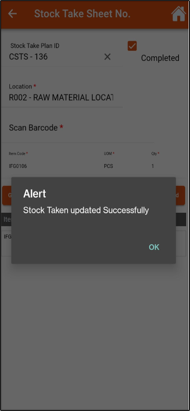 Stock Take Sheet No.
Stock Take Plan ID
CSTS - 136
Completed
Location *
R002 - RAW MATERIAL LOCAT
Scan Barcode *
Item Code *
UOM *
Qty *
IFG0106
PCS
1
Alert
Stock Taken updated Successfully
OK